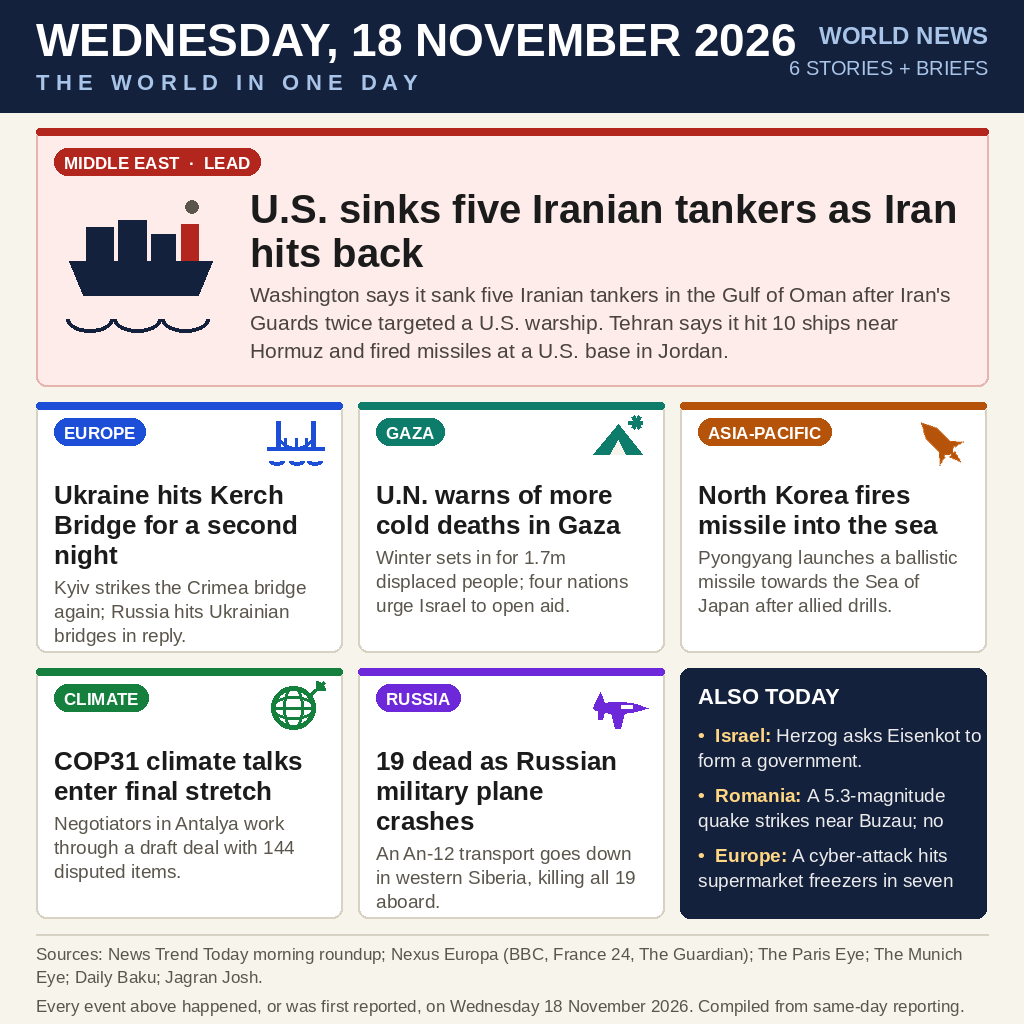 WEDNESDAY, 18 NOVEMBER 2026
THE WORLD IN ONE DAY
WORLD NEWS
6 STORIES + BRIEFS
MIDDLE EAST · LEAD
U.S. sinks five Iranian tankers as Iran
hits back
Washington says it sank five Iranian tankers in the Gulf of Oman after Iran's
Guards twice targeted a U.S. warship. Tehran says it hit 10 ships near
Hormuz and fired missiles at a U.S. base in Jordan.
EUROPE
Ukraine hits Kerch
Bridge for a second
night
Kyiv strikes the Crimea bridge
again; Russia hits Ukrainian
bridges in reply.
GAZA
U.N. warns of more
cold deaths in Gaza
Winter sets in for 1.7m
displaced people; four nations
urge Israel to open aid.
ASIA-PACIFIC
North Korea fires
missile into the sea
Pyongyang launches a ballistic
missile towards the Sea of
Japan after allied drills.
CLIMATE
COP31 climate talks
enter final stretch
Negotiators in Antalya work
through a draft deal with 144
disputed items.
RUSSIA
19 dead as Russian
military plane
crashes
An An-12 transport goes down
in western Siberia, killing all 19
aboard.
ALSO TODAY
• Israel: Herzog asks Eisenkot to
form a government.
• Romania: A 5.3-magnitude
quake strikes near Buzau; no
• Europe: A cyber-attack hits
supermarket freezers in seven
Sources: News Trend Today morning roundup; Nexus Europa (BBC, France 24, The Guardian); The Paris Eye; The Munich
Eye; Daily Baku; Jagran Josh.
Every event above happened, or was first reported, on Wednesday 18 November 2026. Compiled from same-day reporting.